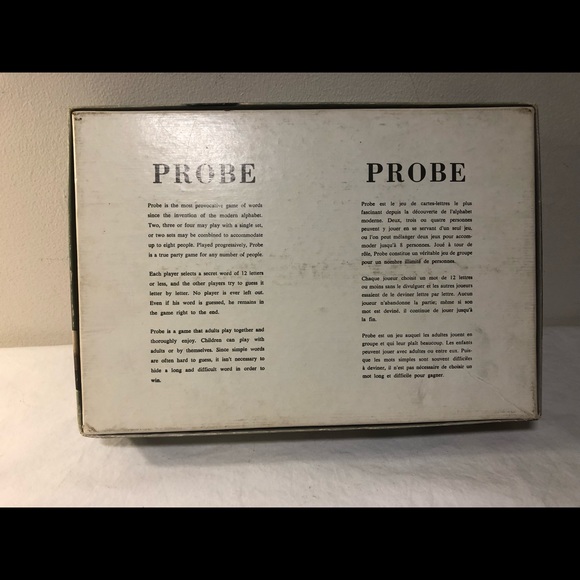 PROBE
Probe is the most provocative game of words
since the invention of the modern alphabet.
Two, three or four may play with a single set,
or two sets may be combined to accommodate
up to eight people. Played progressively, Probe
is a true party game for any number of people.
Each player selects a secret word of 12 letters
or less, and the other players try to guess it
letter by letter. No player is ever left out.
Even if his word is guessed, he remains in
the game right to the end.
Probe is a game that adults play together and
thoroughly enjoy. Children can play with
adults or by themselves. Since simple words
are often hard to guess, it isn't necessary to
hide a long and difficult word in order to
win.
PROBE
Probe est le jeu de cartes-lettres le plus
fascinant depuis la découverte de l'alphabet
moderne. Deux, trois ou quatre personnes
peuvent y jouer en se servant d'un seul jeu,
ou l'on peut mélanger deux jeux pour accom-
moder jusqu'à 8 personnes. Joué à tour de
rôle, Probe constitue un véritable jeu de groupe
pour un nombre illimité de personnes.
Chaque joueur choisit un mot de 12 lettres
ou moins sans le divulguer et les autres joueurs
essaient de le deviner lettre par lettre. Aucun
joueur n'abandonne la partie; même si son
mot est deviné, il continue de jouer jusqu'à
la fin.
Probe est un jeu auquel les adultes jouent en
groupe et qui leur plaît beaucoup. Les enfants
peuvent jouer avec adultes ou entre eux. Puis-
que les mots simples sont souvent difficiles
à deviner, il n'est pas nécessaire de choisir un
mot long et difficile pour gagner.